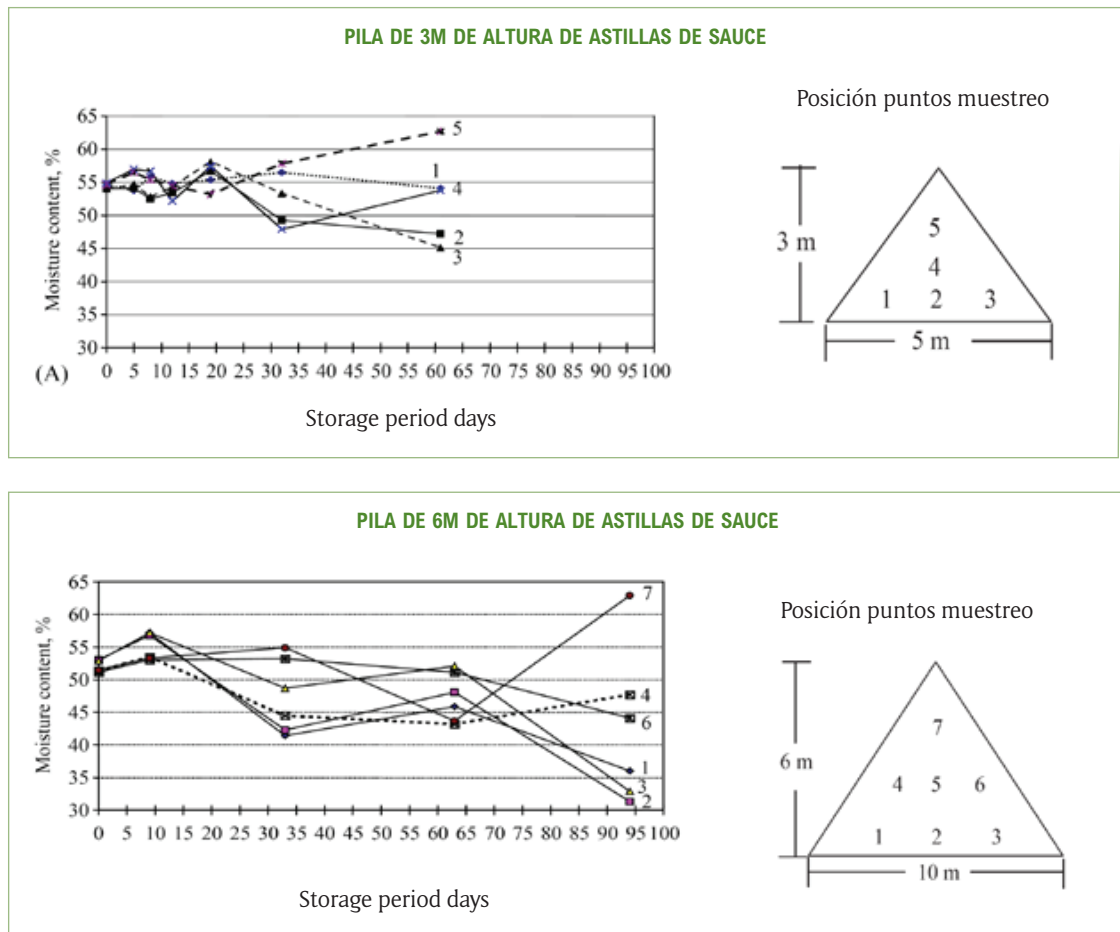 PILA DE 3M DE ALTURA DE ASTILLAS DE SAUCE
Posición puntos muestreo
Moisture content, %
65
60
55
50
45
40
35
30
5
1
4
2
3
(A)
0 5 10 15 20 25 30 35 40 45 50 55 60 65 70 75 80 85 90 95 100
Storage period days
3 m
5
4
1 2 3
5 m
PILA DE 6M DE ALTURA DE ASTILLAS DE SAUCE
Posición puntos muestreo
Moisture content, %
65
60
55
50
45
40
35
30
7
4
6
1
3
2
0 5 10 15 20 25 30 35 40 45 50 55 60 65 70 75 80 85 90 95 100
Storage period days
6 m
7
4 5 6
1 2 3
10 m